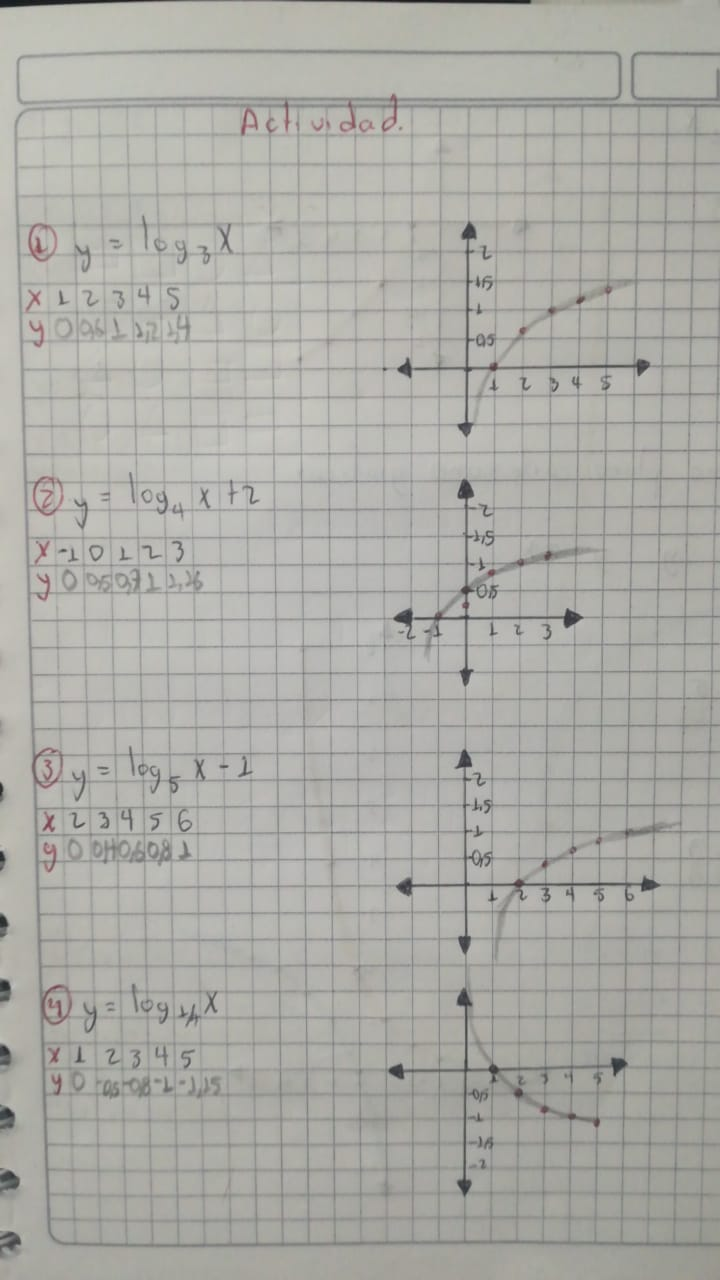 Actividad.
① y = log₃ x
x 1 2 3 4 5
y 0 0,6 1 1,2 1,4
2
1,5
1
0,5
1 2 3 4 5
② y = log₄ x + 2
x -1 0 1 2 3
y 0 0,5 0,7 1 1,16
2
1,5
1
0,5
-2 -1 1 2 3
③ y = log₅ x - 1
x 2 3 4 5 6
y 0 0,4 0,6 0,8 1
2
1,5
1
0,5
1 2 3 4 5 6
④ y = log 1/4 x
x 1 2 3 4 5
y 0 -0,5 -0,8 -1 -1,15
1 2 3 4 5
-0,5
-1
-1,5
-2